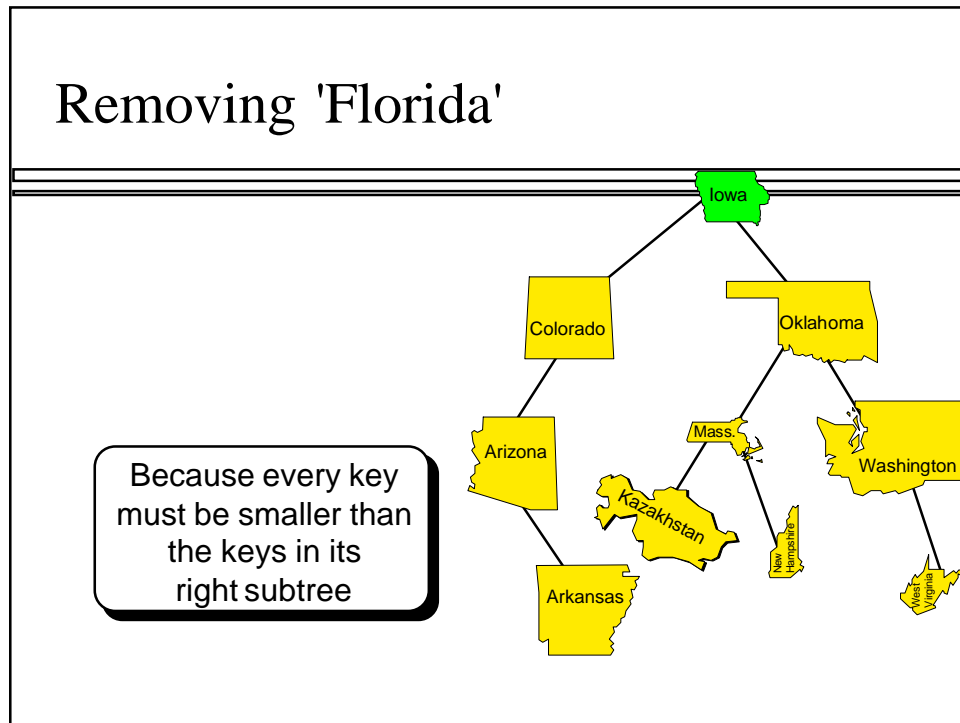 Removing 'Florida'
Iowa
Colorado
Oklahoma
Arizona
Mass.
Washington
Kazakhstan
New
Hampshire
Arkansas
West
Virginia
Because every key
must be smaller than
the keys in its
right subtree